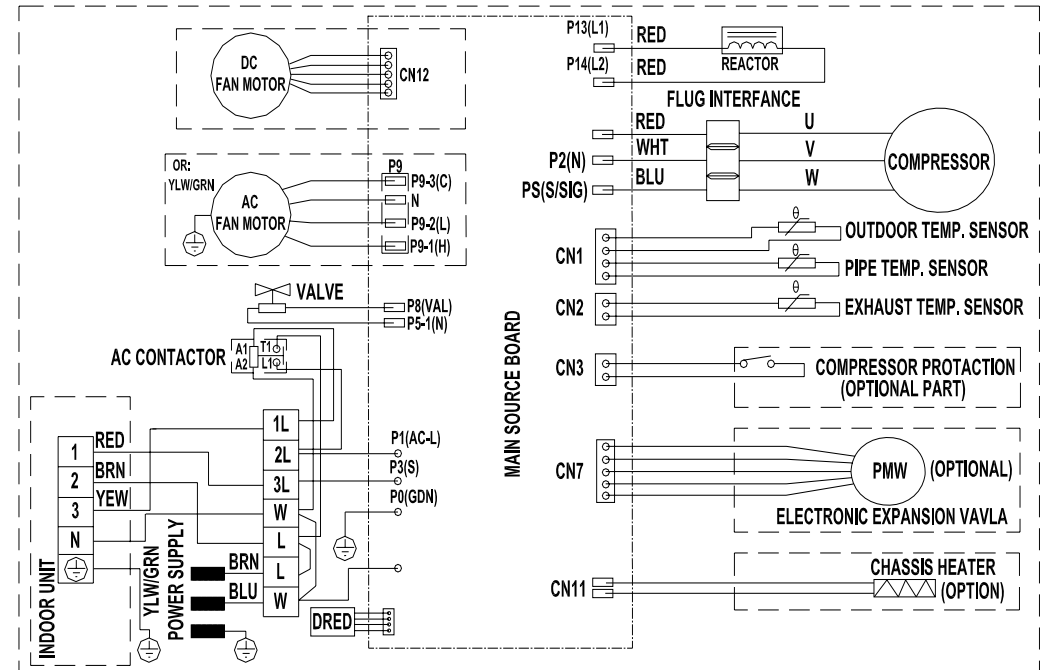 DC
FAN MOTOR
CN12
OR:
YLW/GRN
AC
FAN MOTOR
P9
P9-3(C)
N
P9-2(L)
P9-1(H)
VALVE
P8(VAL)
P5-1(N)
AC CONTACTOR
A1
A2
T1
L1
INDOOR UNIT
1
2
3
N
RED
BRN
YEW
YLW/GRN
POWER SUPPLY
1L
2L
3L
W
L
L
W
BRN
BLU
P1(AC-L)
P3(S)
P0(GDN)
DRED
MAIN SOURCE BOARD
P13(L1)
RED
P14(L2)
RED
REACTOR
FLUG INTERFANCE
RED
WHT
BLU
P2(N)
PS(S/SIG)
U
V
W
COMPRESSOR
CN1
θ
OUTDOOR TEMP. SENSOR
θ
PIPE TEMP. SENSOR
CN2
θ
EXHAUST TEMP. SENSOR
CN3
COMPRESSOR PROTACTION
(OPTIONAL PART)
CN7
PMW
(OPTIONAL)
ELECTRONIC EXPANSION VAVLA
CN11
CHASSIS HEATER
(OPTION)